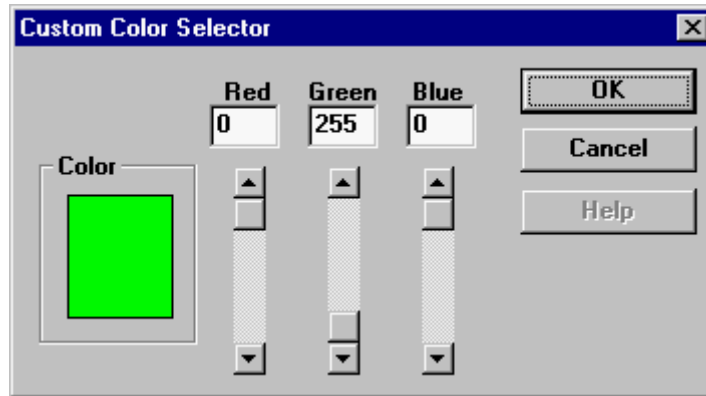 Custom Color Selector
Red Green Blue
0 255 0
OK
Cancel
Help
Color